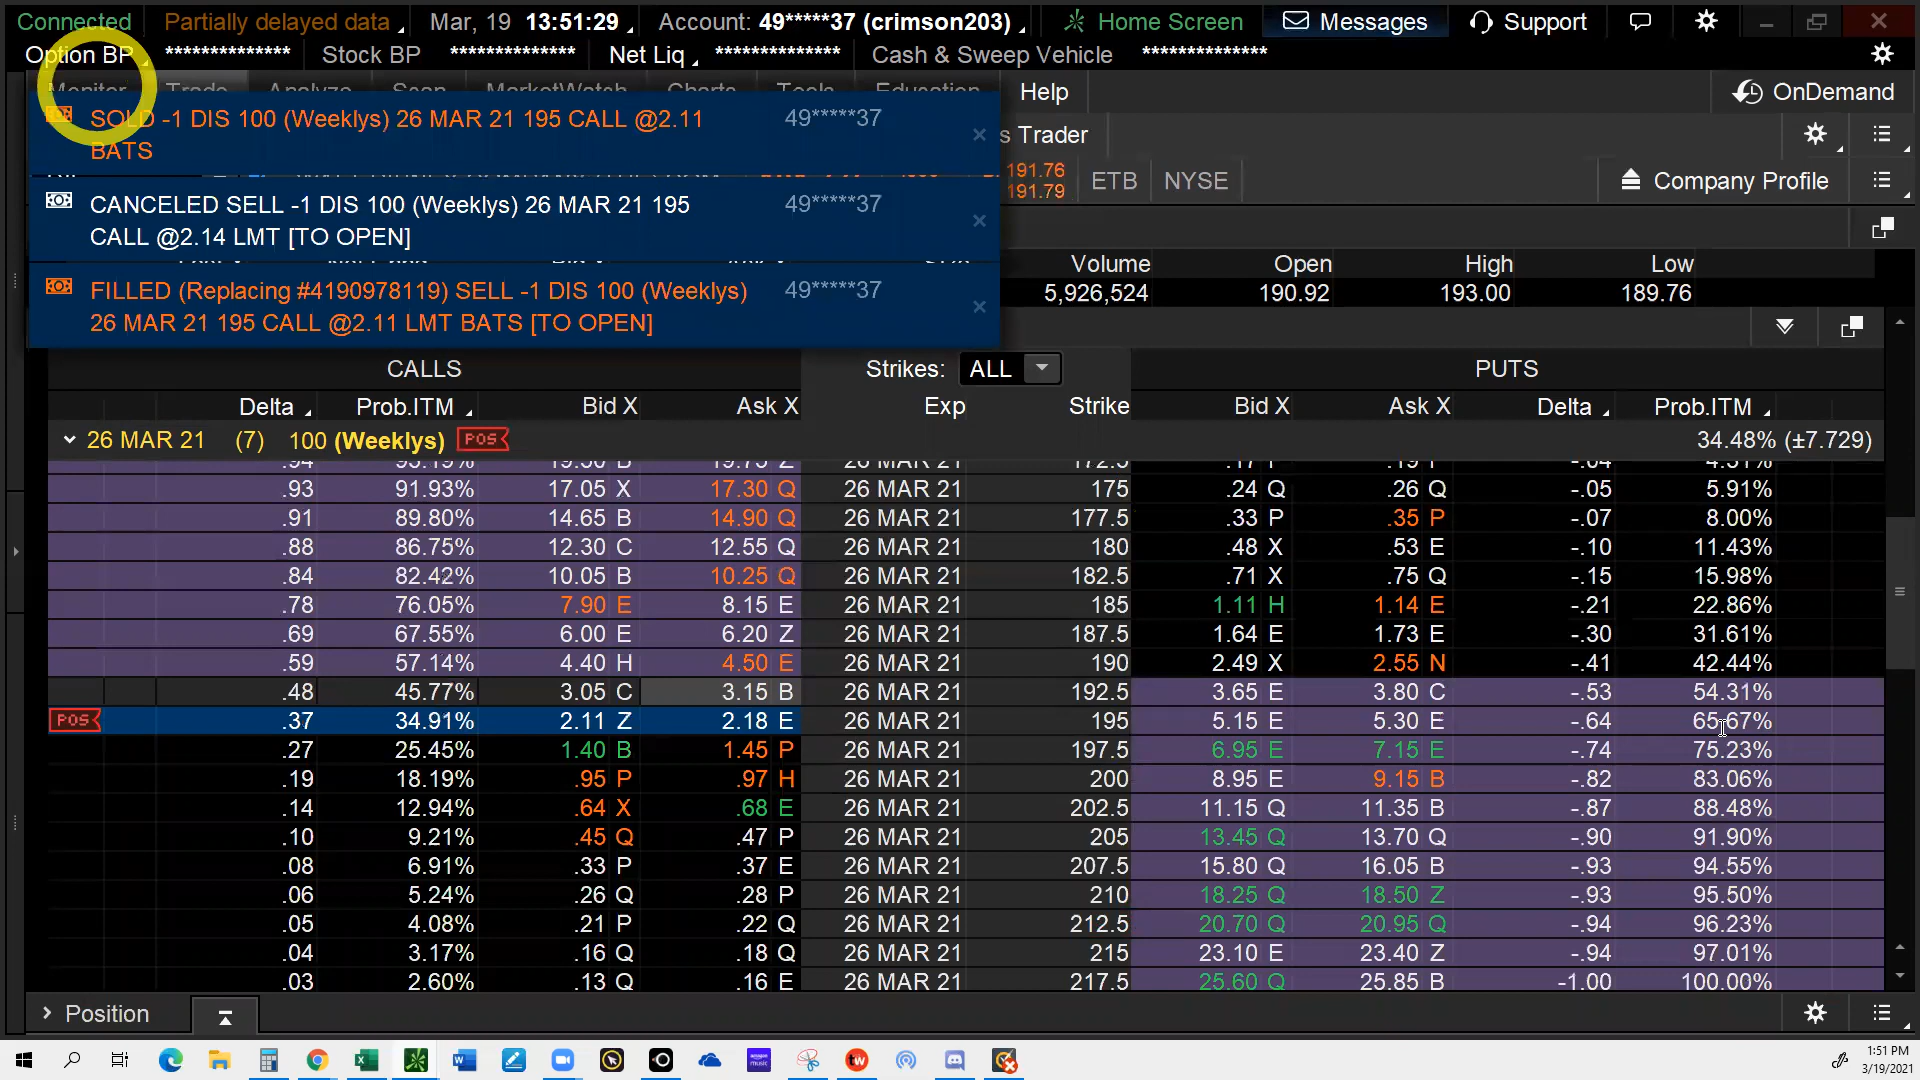 Connected Partially delayed data Mar, 19 13:51:29 Account: 49*****37 (crimson203) Home Screen Messages Support
Option BP ************** Stock BP ************** Net Liq ************** Cash & Sweep Vehicle **************
Monitor Trade Analyze Scan MarketWatch Charts Tools Education Help OnDemand
SOLD -1 DIS 100 (Weeklys) 26 MAR 21 195 CALL @2.11 49*****37
BATS
s Trader
191.76
191.79
ETB NYSE Company Profile
CANCELED SELL -1 DIS 100 (Weeklys) 26 MAR 21 195 49*****37
CALL @2.14 LMT [TO OPEN]
Volume Open High Low
5,926,524 190.92 193.00 189.76
FILLED (Replacing #4190978119) SELL -1 DIS 100 (Weeklys) 49*****37
26 MAR 21 195 CALL @2.11 LMT BATS [TO OPEN]
CALLS Strikes: ALL PUTS
Delta Prob.ITM Bid X Ask X Exp Strike Bid X Ask X Delta Prob.ITM
26 MAR 21 (7) 100 (Weeklys) POS 34.48% (±7.729)
.93 91.93% 17.05 X 17.30 Q 26 MAR 21 175 .24 Q .26 Q -.05 5.91%
.91 89.80% 14.65 B 14.90 Q 26 MAR 21 177.5 .33 P .35 P -.07 8.00%
.88 86.75% 12.30 C 12.55 Q 26 MAR 21 180 .48 X .53 E -.10 11.43%
.84 82.42% 10.05 B 10.25 Q 26 MAR 21 182.5 .71 X .75 Q -.15 15.98%
.78 76.05% 7.90 E 8.15 E 26 MAR 21 185 1.11 H 1.14 E -.21 22.86%
.69 67.55% 6.00 E 6.20 Z 26 MAR 21 187.5 1.64 E 1.73 E -.30 31.61%
.59 57.14% 4.40 H 4.50 E 26 MAR 21 190 2.49 X 2.55 N -.41 42.44%
.48 45.77% 3.05 C 3.15 B 26 MAR 21 192.5 3.65 E 3.80 C -.53 54.31%
POS .37 34.91% 2.11 Z 2.18 E 26 MAR 21 195 5.15 E 5.30 E -.64 65.67%
.27 25.45% 1.40 B 1.45 P 26 MAR 21 197.5 6.95 E 7.15 E -.74 75.23%
.19 18.19% .95 P .97 H 26 MAR 21 200 8.95 E 9.15 B -.82 83.06%
.14 12.94% .64 X .68 E 26 MAR 21 202.5 11.15 Q 11.35 B -.87 88.48%
.10 9.21% .45 Q .47 P 26 MAR 21 205 13.45 Q 13.70 Q -.90 91.90%
.08 6.91% .33 P .37 E 26 MAR 21 207.5 15.80 Q 16.05 B -.93 94.55%
.06 5.24% .26 Q .28 P 26 MAR 21 210 18.25 Q 18.50 Z -.93 95.50%
.05 4.08% .21 P .22 Q 26 MAR 21 212.5 20.70 Q 20.95 Q -.94 96.23%
.04 3.17% .16 Q .18 Q 26 MAR 21 215 23.10 E 23.40 Z -.94 97.01%
.03 2.60% .13 Q .16 E 26 MAR 21 217.5 25.60 Q 25.85 B -1.00 100.00%
Position
1:51 PM
3/19/2021